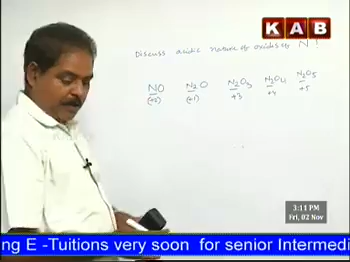 KAB
Discuss acidic nature of oxides of N?
NO N2O N2O3 N2O4 N2O5
(+2) (+1) +3 +4 +5
3:11 PM
Fri, 02 Nov
ng E -Tuitions very soon for senior Intermedi